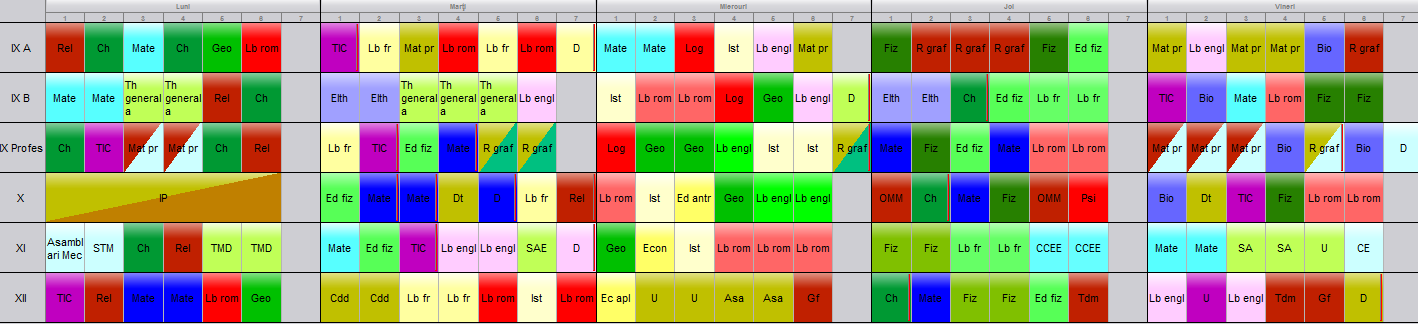 Luni Marți Miercuri Joi Vineri
1 2 3 4 5 6 7 1 2 3 4 5 6 7 1 2 3 4 5 6 7 1 2 3 4 5 6 7 1 2 3 4 5 6 7
IX A Rel Ch Mate Ch Geo Lb rom TIC Lb fr Mat pr Lb rom Lb fr Lb rom D Mate Mate Log Ist Lb engl Mat pr Fiz R graf R graf R graf Fiz Ed fiz Mat pr Lb engl Mat pr Mat pr Bio R graf
IX B Mate Mate Th general a Th general a Rel Ch Elth Elth Th general a Th general a Th general a Lb engl Ist Lb rom Lb rom Log Geo Lb engl D Elth Elth Ch Ed fiz Lb fr Lb fr TIC Bio Mate Lb rom Fiz Fiz
IX Profes Ch TIC Mat pr Mat pr Ch Rel Lb fr TIC Ed fiz Mate R graf R graf Log Geo Geo Lb engl Ist Ist R graf Mate Fiz Ed fiz Mate Lb rom Lb rom Mat pr Mat pr Mat pr Bio R graf Bio D
X IP Ed fiz Mate Mate Dt D Lb fr Rel Lb rom Ist Ed antr Geo Lb engl Lb engl OMM Ch Mate Fiz OMM Psi Bio Dt TIC Fiz Lb rom Lb rom
XI Asambl ari Mec STM Ch Rel TMD TMD Mate Ed fiz TIC Lb engl Lb engl SAE D Geo Econ Ist Lb rom Lb rom Lb rom Fiz Fiz Lb fr Lb fr CCEE CCEE Mate Mate SA SA U CE
XII TIC Rel Mate Mate Lb rom Geo Cdd Cdd Lb fr Lb fr Lb rom Ist Lb rom Ec apl U U Asa Asa Gf Ch Mate Fiz Fiz Ed fiz Tdm Lb engl U Lb engl Tdm Gf D